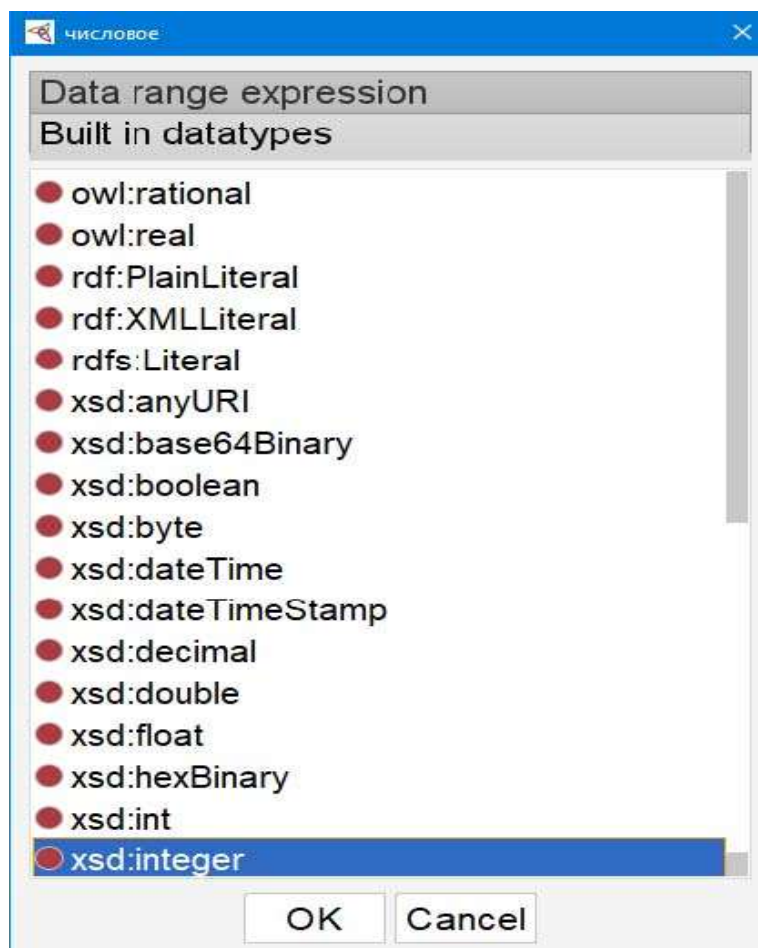 числовое
Data range expression
Built in datatypes
owl:rational
owl:real
rdf:PlainLiteral
rdf:XMLLiteral
rdfs:Literal
xsd:anyURI
xsd:base64Binary
xsd:boolean
xsd:byte
xsd:dateTime
xsd:dateTimeStamp
xsd:decimal
xsd:double
xsd:float
xsd:hexBinary
xsd:int
xsd:integer
OK Cancel